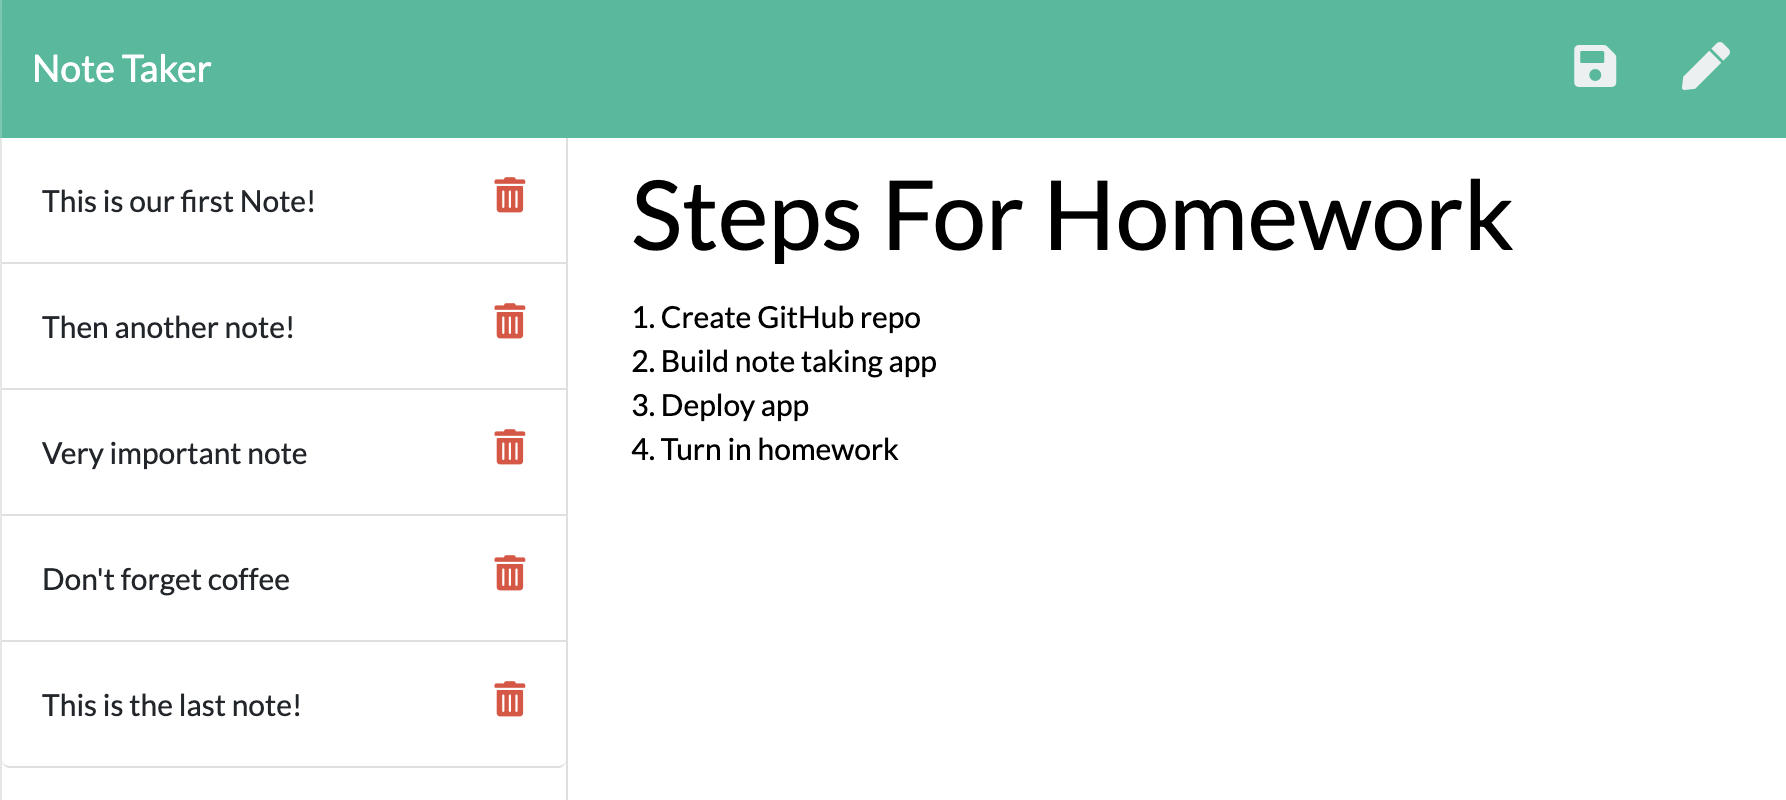 Note Taker
This is our first Note!
Then another note!
Very important note
Don't forget coffee
This is the last note!
Steps For Homework
1. Create GitHub repo
2. Build note taking app
3. Deploy app
4. Turn in homework